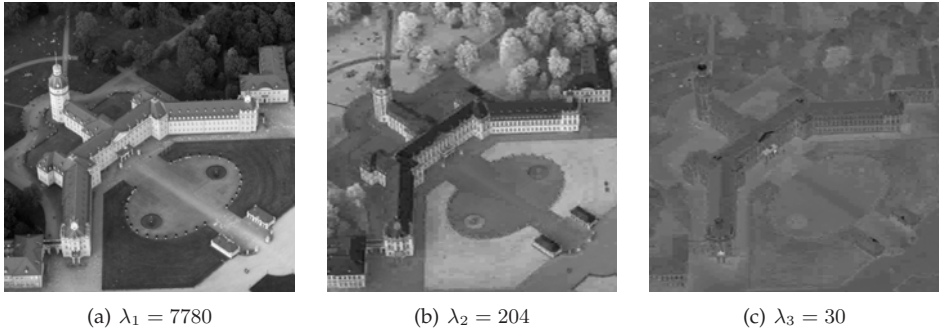 (a) λ₁ = 7780
(b) λ₂ = 204
(c) λ₃ = 30